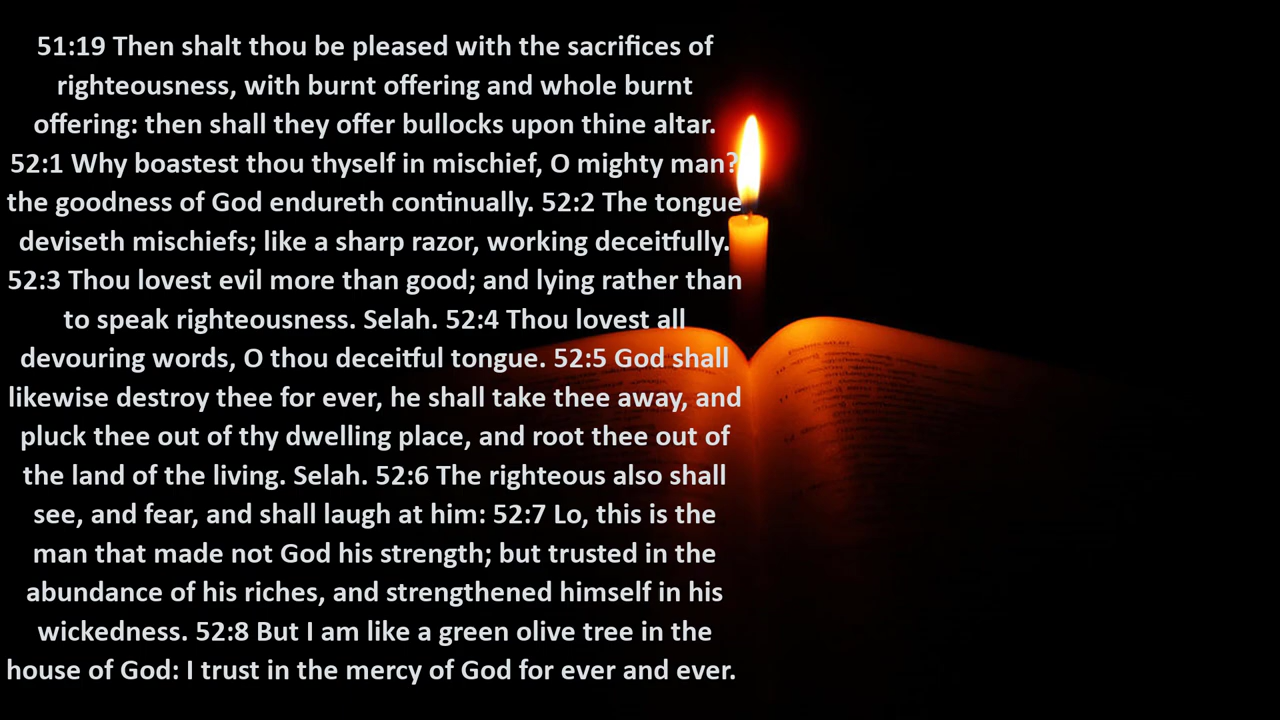 51:19 Then shalt thou be pleased with the sacrifices of
righteousness, with burnt offering and whole burnt
offering: then shall they offer bullocks upon thine altar.
52:1 Why boastest thou thyself in mischief, O mighty man?
the goodness of God endureth continually. 52:2 The tongue
deviseth mischiefs; like a sharp razor, working deceitfully.
52:3 Thou lovest evil more than good; and lying rather than
to speak righteousness. Selah. 52:4 Thou lovest all
devouring words, O thou deceitful tongue. 52:5 God shall
likewise destroy thee for ever, he shall take thee away, and
pluck thee out of thy dwelling place, and root thee out of
the land of the living. Selah. 52:6 The righteous also shall
see, and fear, and shall laugh at him: 52:7 Lo, this is the
man that made not God his strength; but trusted in the
abundance of his riches, and strengthened himself in his
wickedness. 52:8 But I am like a green olive tree in the
house of God: I trust in the mercy of God for ever and ever.